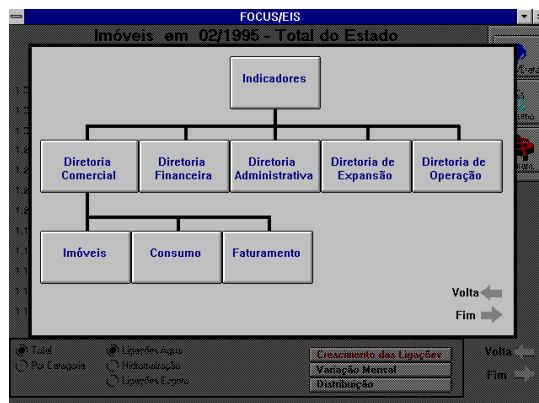 FOCUS/EIS
Imóveis em 02/1995 - Total do Estado
Indicadores
Diretoria Comercial
Diretoria Financeira
Diretoria Administrativa
Diretoria de Expansão
Diretoria de Operação
Imóveis
Consumo
Faturamento
Volta
Fim
Total
Por Categoria
Ligações Água
Hidrometração
Ligações Esgoto
Crescimento das Ligações
Variação Mensal
Distribuição
Volta
Fim